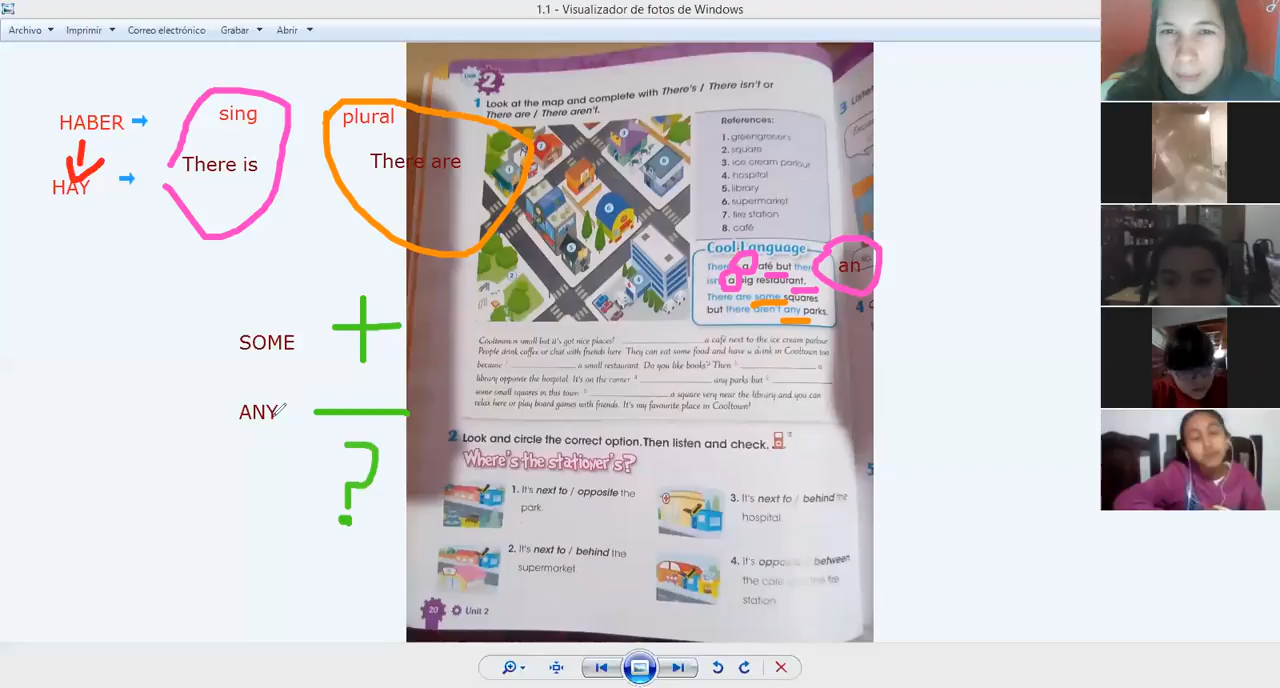 1.1 - Visualizador de fotos de Windows
Archivo Imprimir Correo electrónico Grabar Abrir
HABER
HAY
sing
There is
plural
There are
SOME
ANY
?
an
2
1 Look at the map and complete with There's / There isn't or
There are / There aren't.
References:
1. greengrocer's
2. square
3. ice cream parlour
4. hospital
5. library
6. supermarket
7. fire station
8. café
Cool Language
a café but
isn't a big restaurant.
There are some squares
but there aren't any parks.
Cooltown is small but it's got nice places! a café next to the ice cream parlour
People drink coffee or chat with friends here. They can eat some food and have a drink in Cooltown too
because a small restaurant. Do you like books? Then a
library opposite the hospital. It's on the corner any parks but
some small squares in this town a square very near the library and you can
relax here or play board games with friends. It's my favourite place in Cooltown!
2 Look and circle the correct option. Then listen and check.
Where's the stationer's?
1. It's next to / opposite the
park.
2. It's next to / behind the
supermarket
3. It's next to / behind the
hospital.
4. It's between
the café the fire
station
20 Unit 2
3 Listen
4